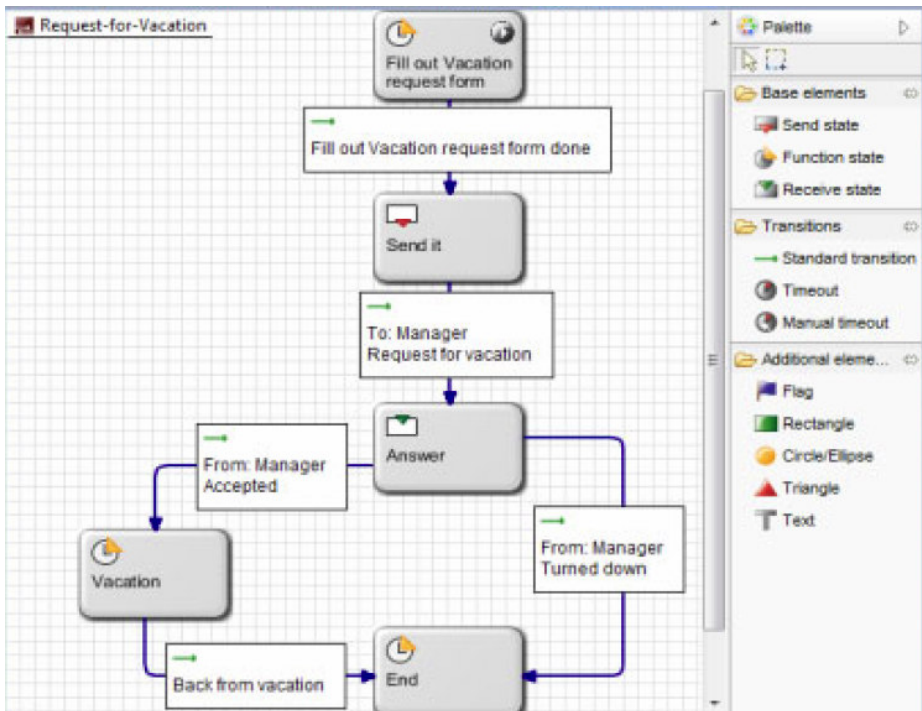 Request-for-Vacation
Fill out Vacation
request form
Fill out Vacation request form done
Send it
To: Manager
Request for vacation
Answer
From: Manager
Accepted
From: Manager
Turned down
Vacation
Back from vacation
End
Palette
Base elements
Send state
Function state
Receive state
Transitions
Standard transition
Timeout
Manual timeout
Additional eleme...
Flag
Rectangle
Circle/Ellipse
Triangle
Text